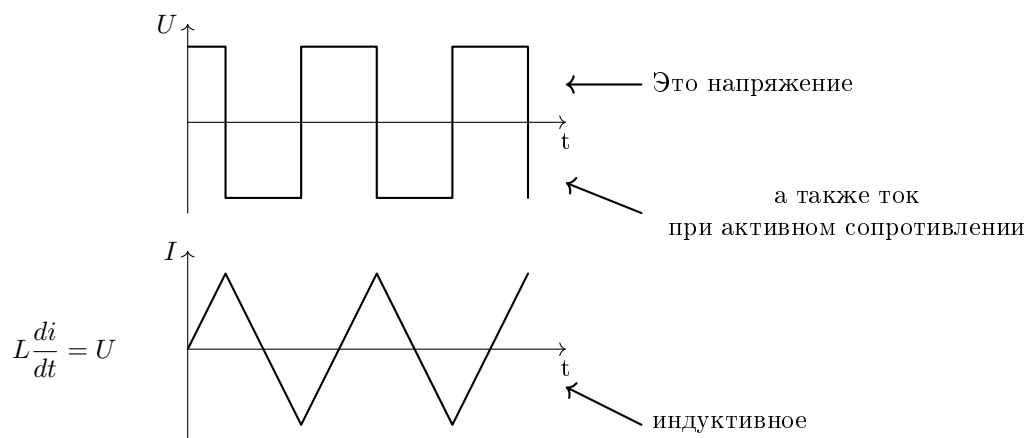 U
Это напряжение
t
а также ток
при активном сопротивлении
I
L di/dt = U
t
индуктивное